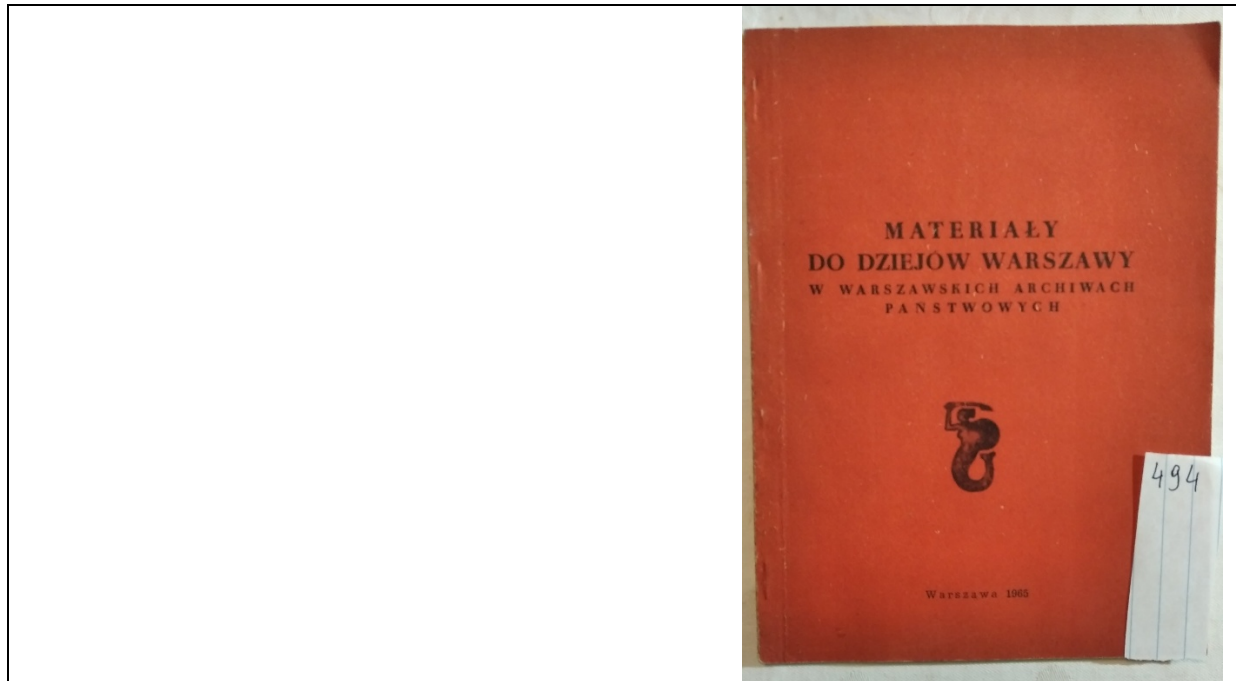 MATERIAŁY
DO DZIEJÓW WARSZAWY
W WARSZAWSKICH ARCHIWACH
PAŃSTWOWYCH
494
Warszawa 1965